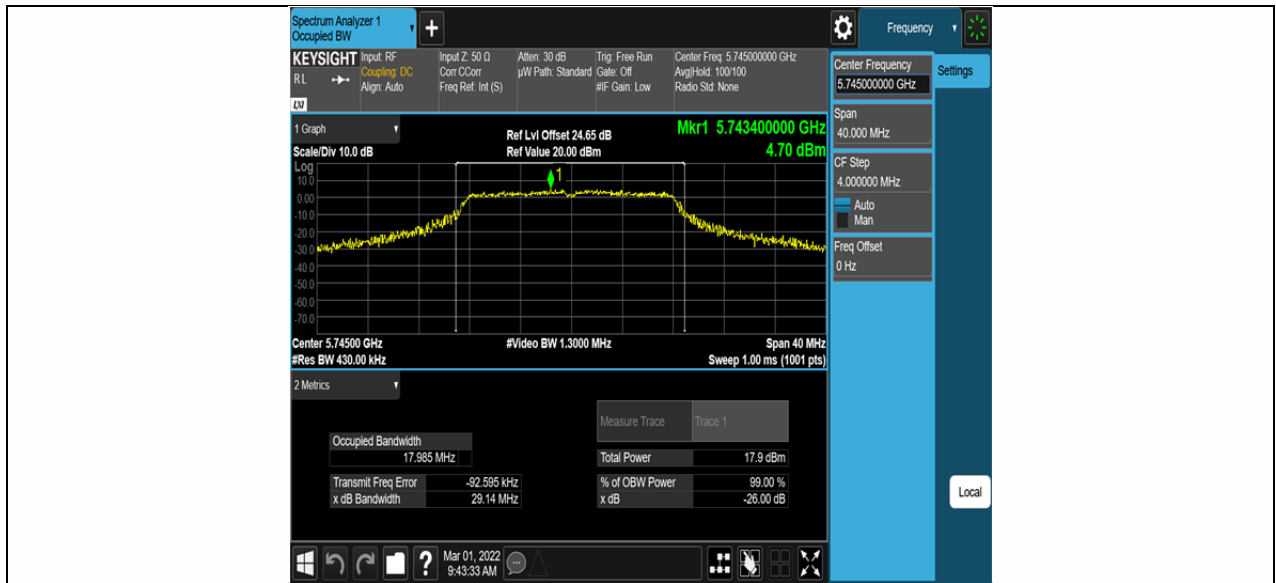 Spectrum Analyzer 1
Occupied BW
+
Frequency
KEYSIGHT
RL
LXI
Input: RF
Coupling: DC
Align: Auto
Input Z: 50 Ω
Corr CCorr
Freq Ref: Int (S)
Atten: 30 dB
µW Path: Standard
Trig: Free Run
Gate: Off
#IF Gain: Low
Center Freq: 5.745000000 GHz
Avg|Hold: 100/100
Radio Std: None
Center Frequency
5.745000000 GHz
Settings
Span
40.000 MHz
CF Step
4.000000 MHz
Auto
Man
Freq Offset
0 Hz
Local
1 Graph
Scale/Div 10.0 dB
Ref Lvl Offset 24.65 dB
Ref Value 20.00 dBm
Mkr1 5.743400000 GHz
4.70 dBm
Log
10.0
0.00
-10.0
-20.0
-30.0
-40.0
-50.0
-60.0
-70.0
1
Center 5.74500 GHz
#Video BW 1.3000 MHz
Span 40 MHz
#Res BW 430.00 kHz
Sweep 1.00 ms (1001 pts)
2 Metrics
Measure Trace Trace 1
Occupied Bandwidth
17.985 MHz
Total Power 17.9 dBm
Transmit Freq Error -92.595 kHz
% of OBW Power 99.00 %
x dB Bandwidth 29.14 MHz
x dB -26.00 dB
?
Mar 01, 2022
9:43:33 AM